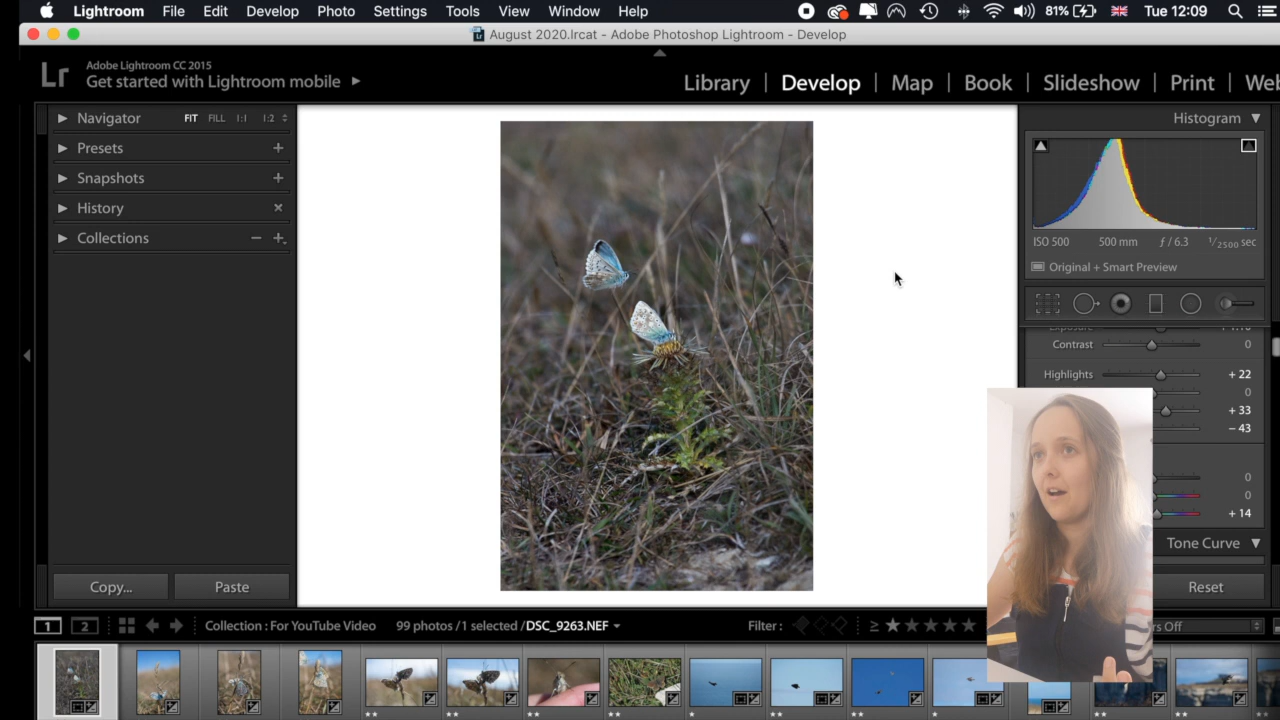 Lightroom File Edit Develop Photo Settings Tools View Window Help 81% Tue 12:09
August 2020.lrcat - Adobe Photoshop Lightroom - Develop
Lr Adobe Lightroom CC 2015
Get started with Lightroom mobile
Library | Develop | Map | Book | Slideshow | Print | Web
Navigator FIT FILL 1:1 1:2
Presets
Snapshots
History
Collections
Histogram
ISO 500 500 mm ƒ / 6.3 1/2500 sec
Original + Smart Preview
Contrast 0
Highlights + 22
0
+ 33
- 43
0
0
+ 14
Tone Curve
Copy... Paste
Reset
1 2 Collection : For YouTube Video 99 photos / 1 selected / DSC_9263.NEF Filter: ≥ rs Off